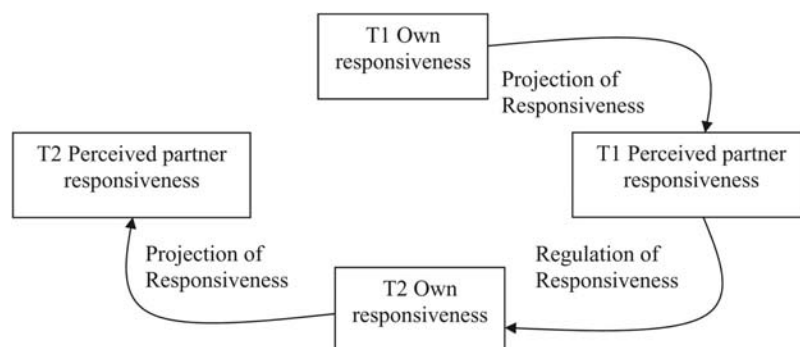 T1 Own
responsiveness
Projection of
Responsiveness
T2 Perceived partner
responsiveness
T1 Perceived partner
responsiveness
Projection of
Responsiveness
Regulation of
Responsiveness
T2 Own
responsiveness